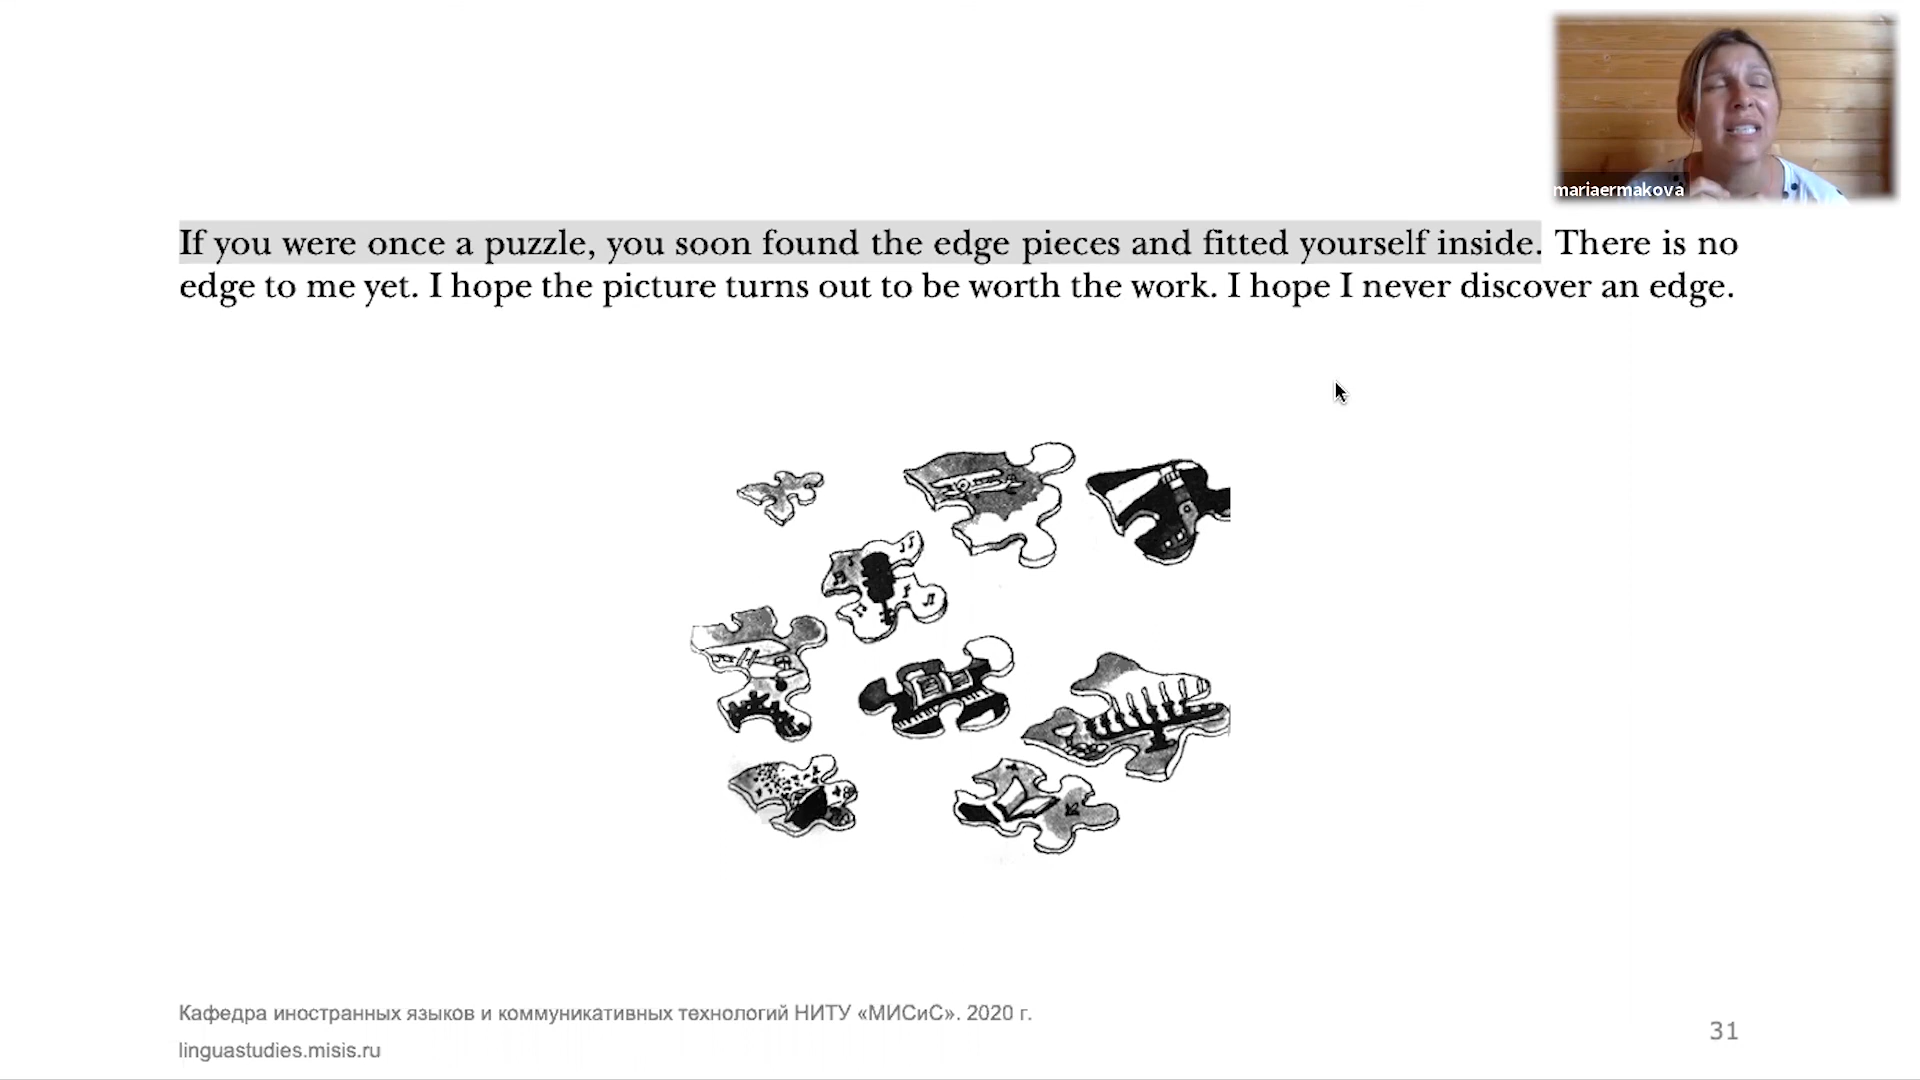 mariaermakova
If you were once a puzzle, you soon found the edge pieces and fitted yourself inside. There is no
edge to me yet. I hope the picture turns out to be worth the work. I hope I never discover an edge.
Кафедра иностранных языков и коммуникативных технологий НИТУ «МИСиС». 2020 г.
31
linguastudies.misis.ru